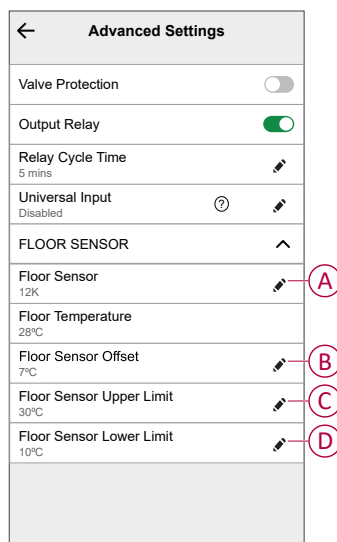 Advanced Settings
Valve Protection
Output Relay
Relay Cycle Time
5 mins
Universal Input
Disabled
?
FLOOR SENSOR
Floor Sensor
12K
A
Floor Temperature
28ºC
Floor Sensor Offset
7ºC
B
Floor Sensor Upper Limit
30ºC
C
Floor Sensor Lower Limit
10ºC
D